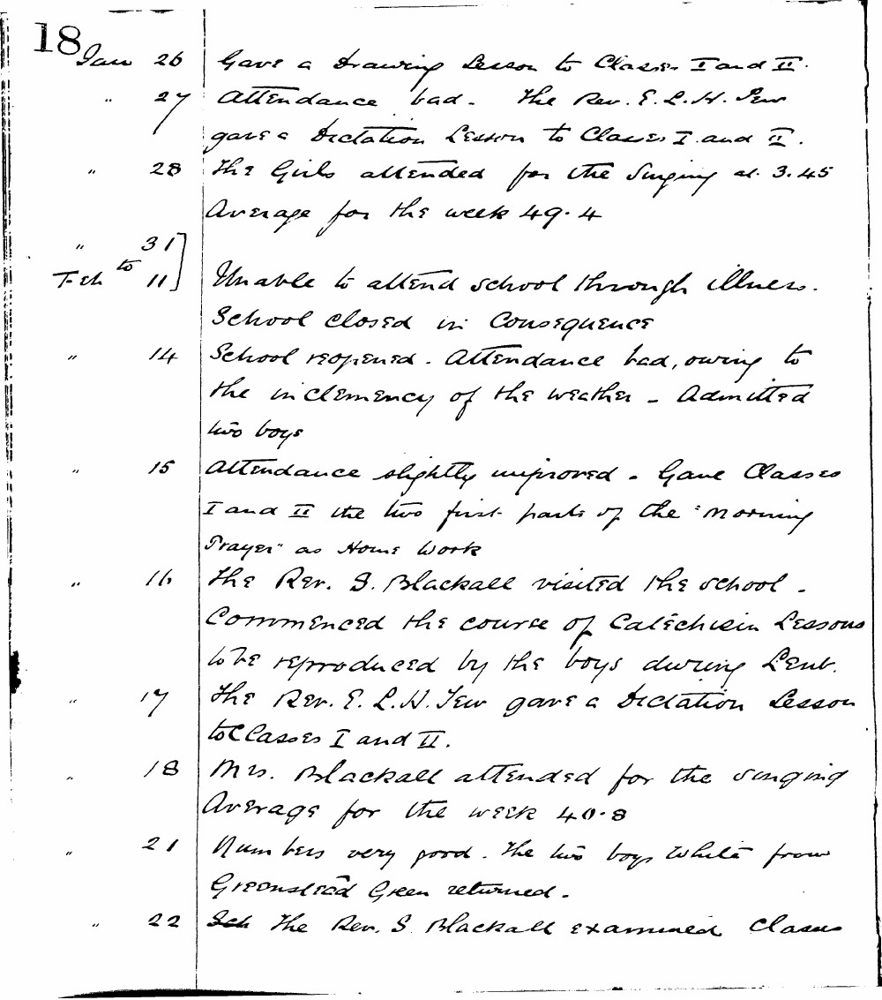 18
Jan 26 Gave a Drawing Lesson to Classes I and II.
" 27 Attendance bad - The Rev. E. L. H. Tew
gave a Dictation Lesson to Classes I and II.
" 28 The Girls attended for the Singing at 3.45
Average for the week 49.4
" 31
Feb to 11 Unable to attend school through illness.
School closed in Consequence
" 14 School reopened - Attendance bad, owing to
the inclemency of the weather - Admitted
two boys
" 15 Attendance slightly improved - Gave Classes
I and II the two first parts of the "Morning
Prayer" as Home Work
" 16 The Rev. S. Blackall visited the school -
Commenced the course of Catechism Lessons
to be reproduced by the boys during Lent.
" 17 The Rev. E. L. H. Tew gave a Dictation Lesson
to Classes I and II.
" 18 Mrs. Blackall attended for the singing
Average for the week 40.8
" 21 Numbers very good. The two boys White from
Greenstead Green returned -
" 22 Sch The Rev. S Blackall examined Classes